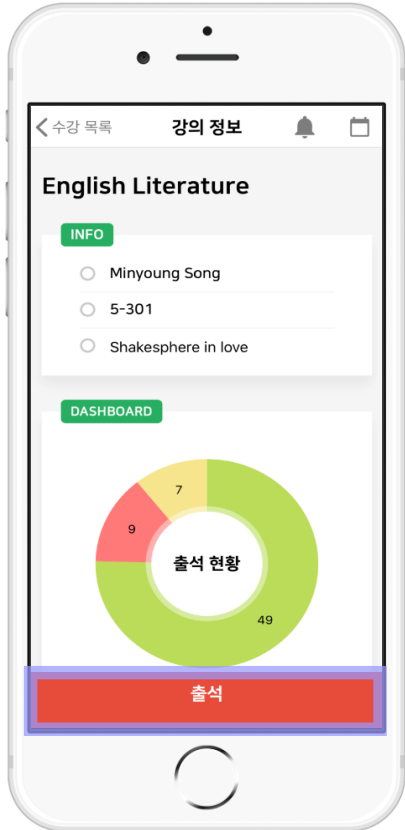 수강 목록
강의 정보
English Literature
INFO
Minyoung Song
5-301
Shakesphere in love
DASHBOARD
7
9
출석 현황
49
출석